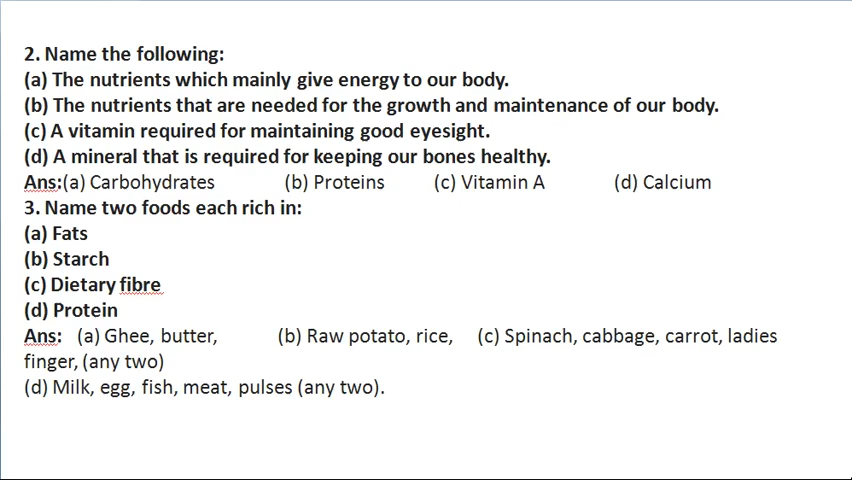 2. Name the following:
(a) The nutrients which mainly give energy to our body.
(b) The nutrients that are needed for the growth and maintenance of our body.
(c) A vitamin required for maintaining good eyesight.
(d) A mineral that is required for keeping our bones healthy.
Ans:(a) Carbohydrates (b) Proteins (c) Vitamin A (d) Calcium
3. Name two foods each rich in:
(a) Fats
(b) Starch
(c) Dietary fibre
(d) Protein
Ans: (a) Ghee, butter, (b) Raw potato, rice, (c) Spinach, cabbage, carrot, ladies
finger, (any two)
(d) Milk, egg, fish, meat, pulses (any two).